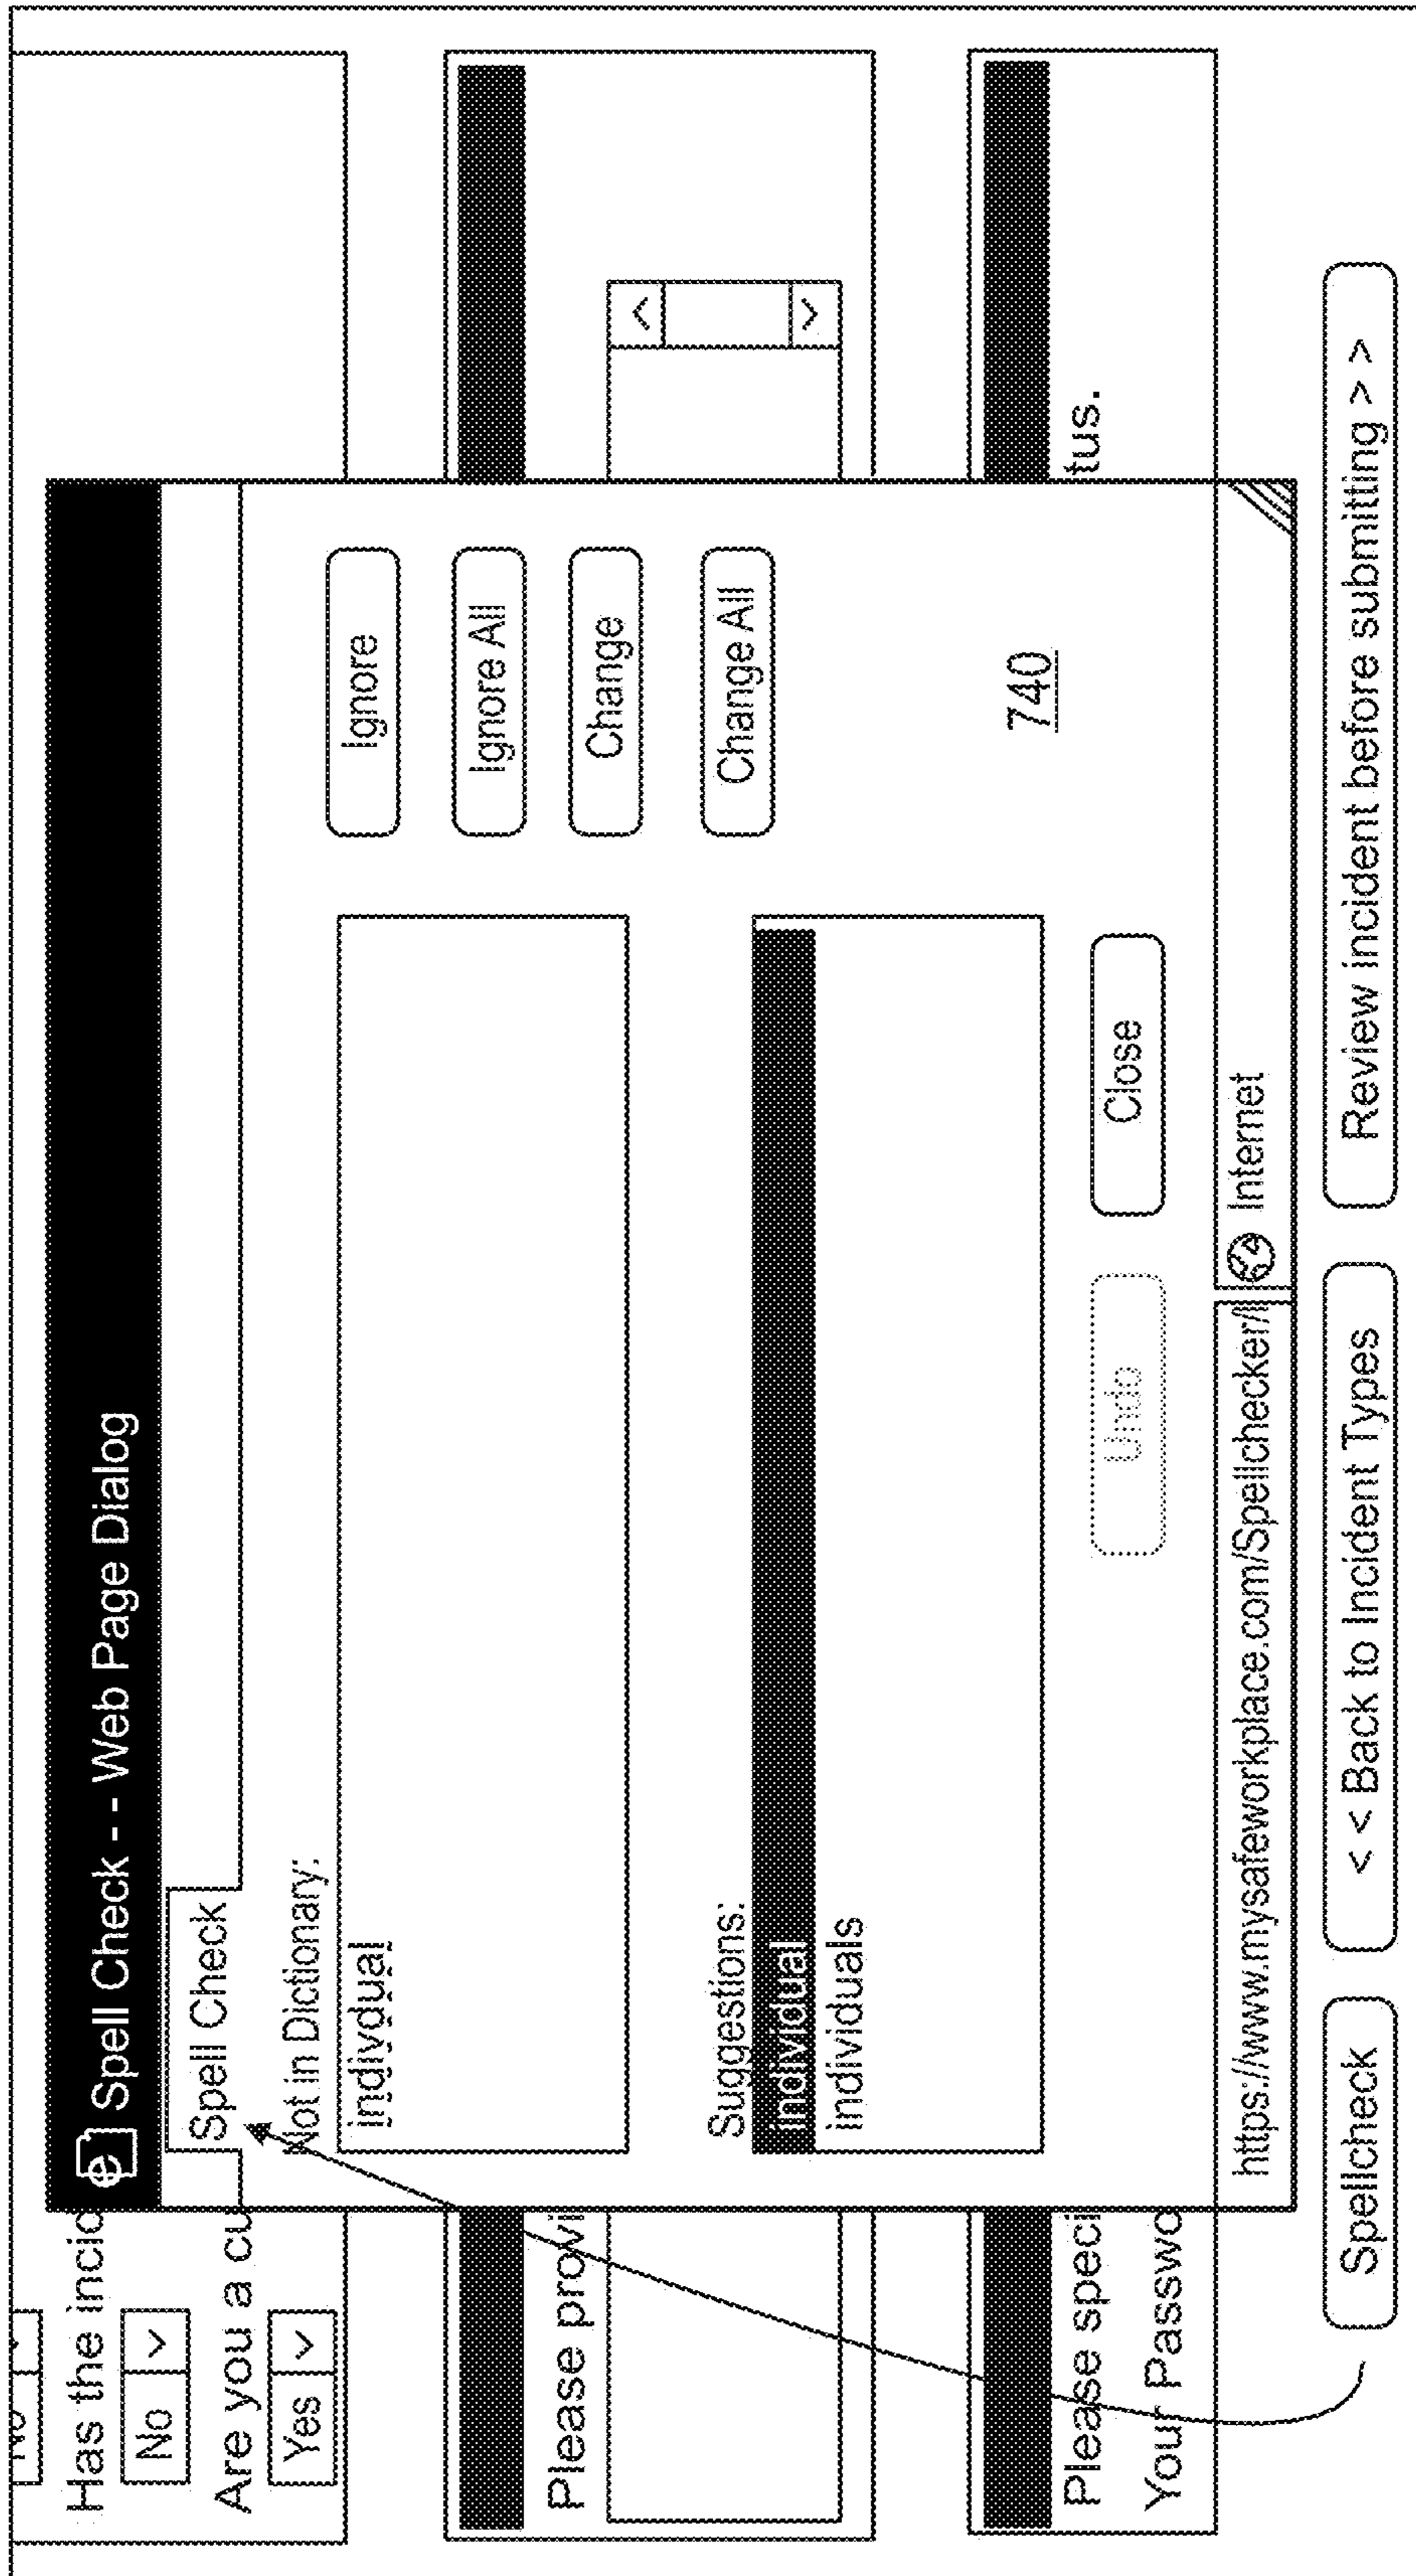 No
Has the incid
No
Are you a cu
Yes
Spell Check - - Web Page Dialog
Spell Check
Not in Dictionary:
indivdual
Ignore
Ignore All
Change
Change All
Suggestions:
individual
individuals
740
Undo
Close
https://www.mysafeworkplace.com/Spellchecker/I
Internet
Please provi
Please speci
tus.
Your Passwo
Spellcheck
< < Back to Incident Types
Review incident before submitting > >